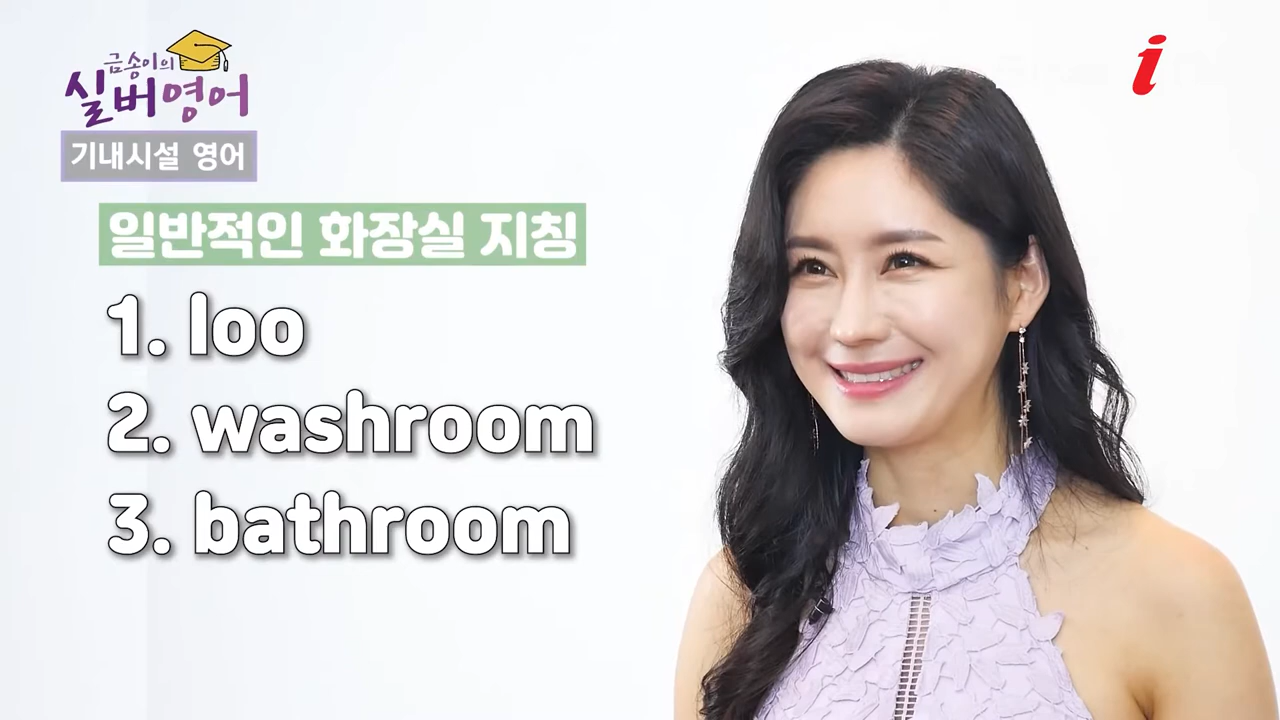 금송이의
실버영어
기내시설 영어
일반적인 화장실 지칭
1. loo
2. washroom
3. bathroom
i